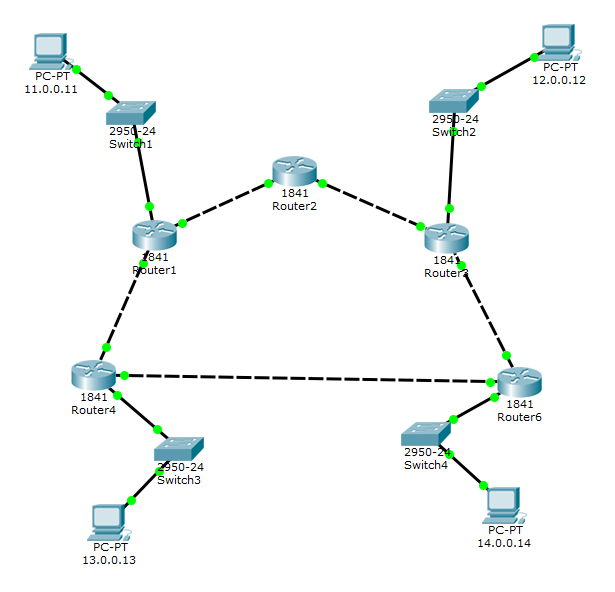 PC-PT
11.0.0.11
2950-24
Switch1
PC-PT
12.0.0.12
2950-24
Switch2
1841
Router2
1841
Router1
1841
Router3
1841
Router4
1841
Router6
2950-24
Switch3
2950-24
Switch4
PC-PT
13.0.0.13
PC-PT
14.0.0.14